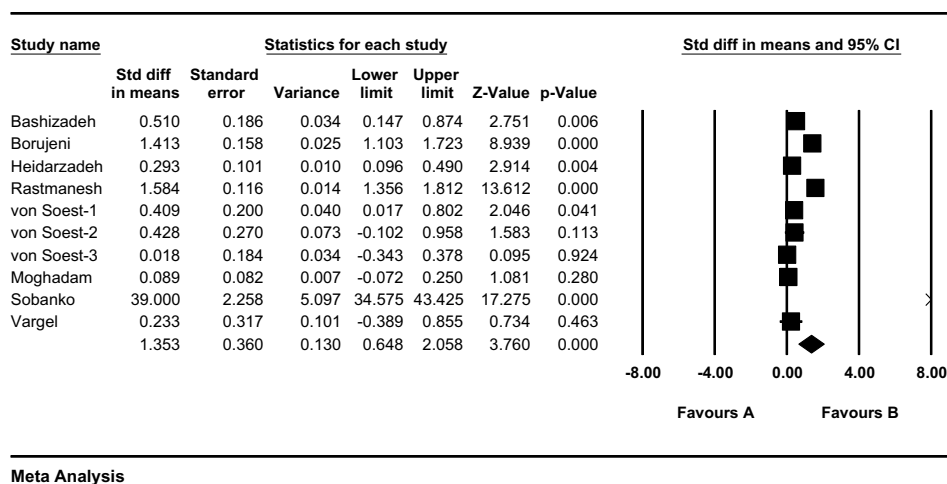 Study name Statistics for each study Std diff in means and 95% CI
Std diff Standard Lower Upper
in means error Variance limit limit Z-Value p-Value
Bashizadeh 0.510 0.186 0.034 0.147 0.874 2.751 0.006
Borujeni 1.413 0.158 0.025 1.103 1.723 8.939 0.000
Heidarzadeh 0.293 0.101 0.010 0.096 0.490 2.914 0.004
Rastmanesh 1.584 0.116 0.014 1.356 1.812 13.612 0.000
von Soest-1 0.409 0.200 0.040 0.017 0.802 2.046 0.041
von Soest-2 0.428 0.270 0.073 -0.102 0.958 1.583 0.113
von Soest-3 0.018 0.184 0.034 -0.343 0.378 0.095 0.924
Moghadam 0.089 0.082 0.007 -0.072 0.250 1.081 0.280
Sobanko 39.000 2.258 5.097 34.575 43.425 17.275 0.000
Vargel 0.233 0.317 0.101 -0.389 0.855 0.734 0.463
1.353 0.360 0.130 0.648 2.058 3.760 0.000
-8.00 -4.00 0.00 4.00 8.00
Favours A Favours B
Meta Analysis